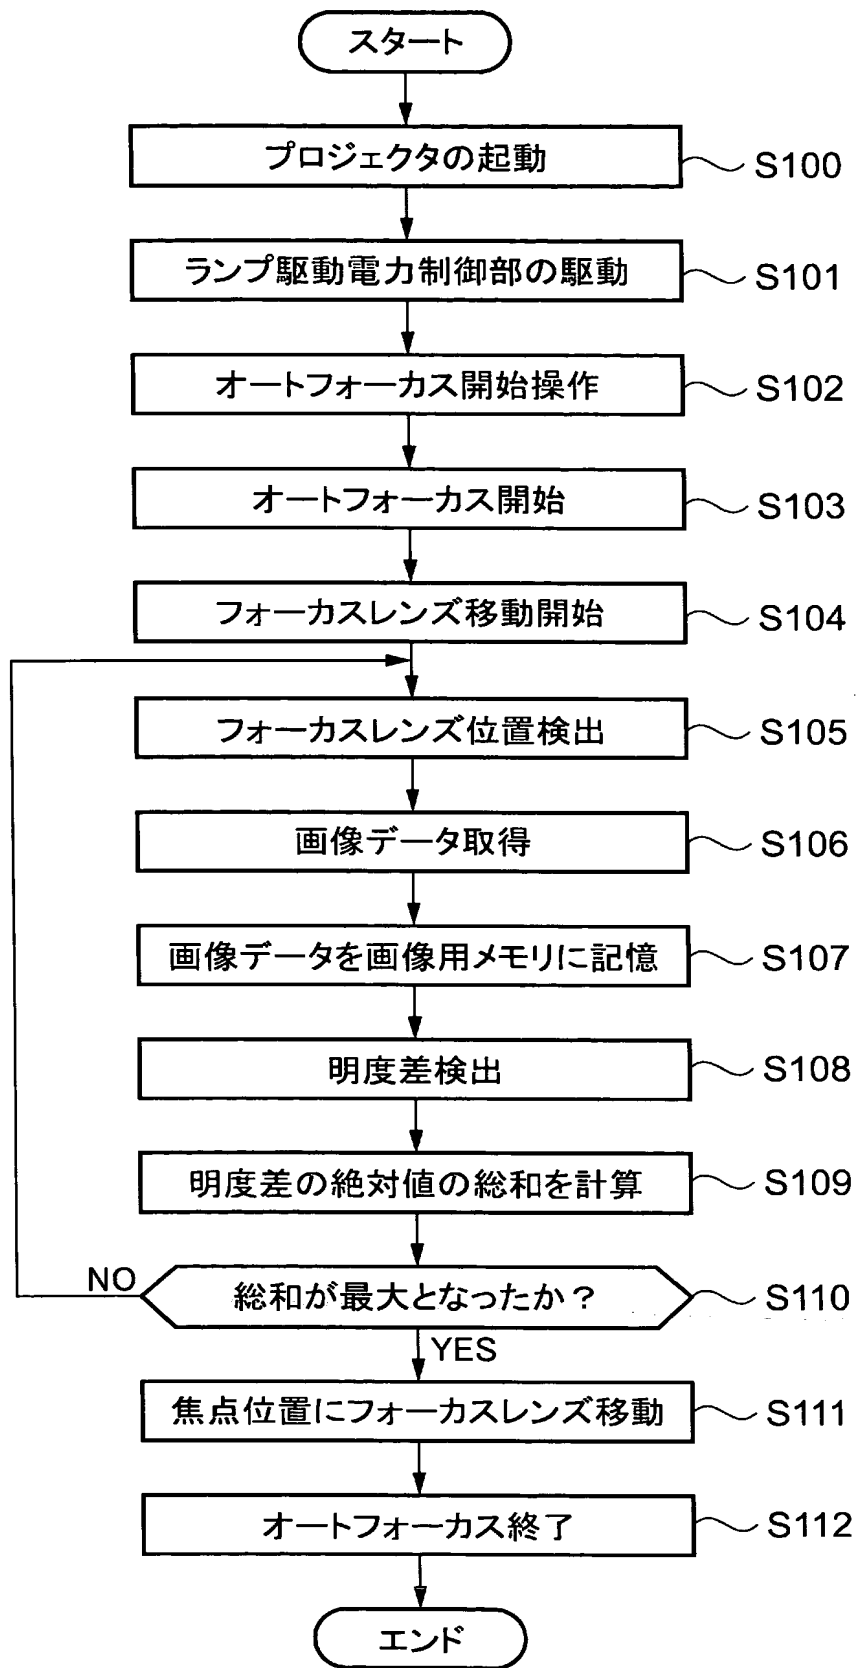 スタート
プロジェクタの起動
S100
ランプ駆動電力制御部の駆動
S101
オートフォーカス開始操作
S102
オートフォーカス開始
S103
フォーカスレンズ移動開始
S104
フォーカスレンズ位置検出
S105
画像データ取得
S106
画像データを画像用メモリに記憶
S107
明度差検出
S108
明度差の絶対値の総和を計算
S109
NO
総和が最大となったか？
S110
YES
焦点位置にフォーカスレンズ移動
S111
オートフォーカス終了
S112
エンド